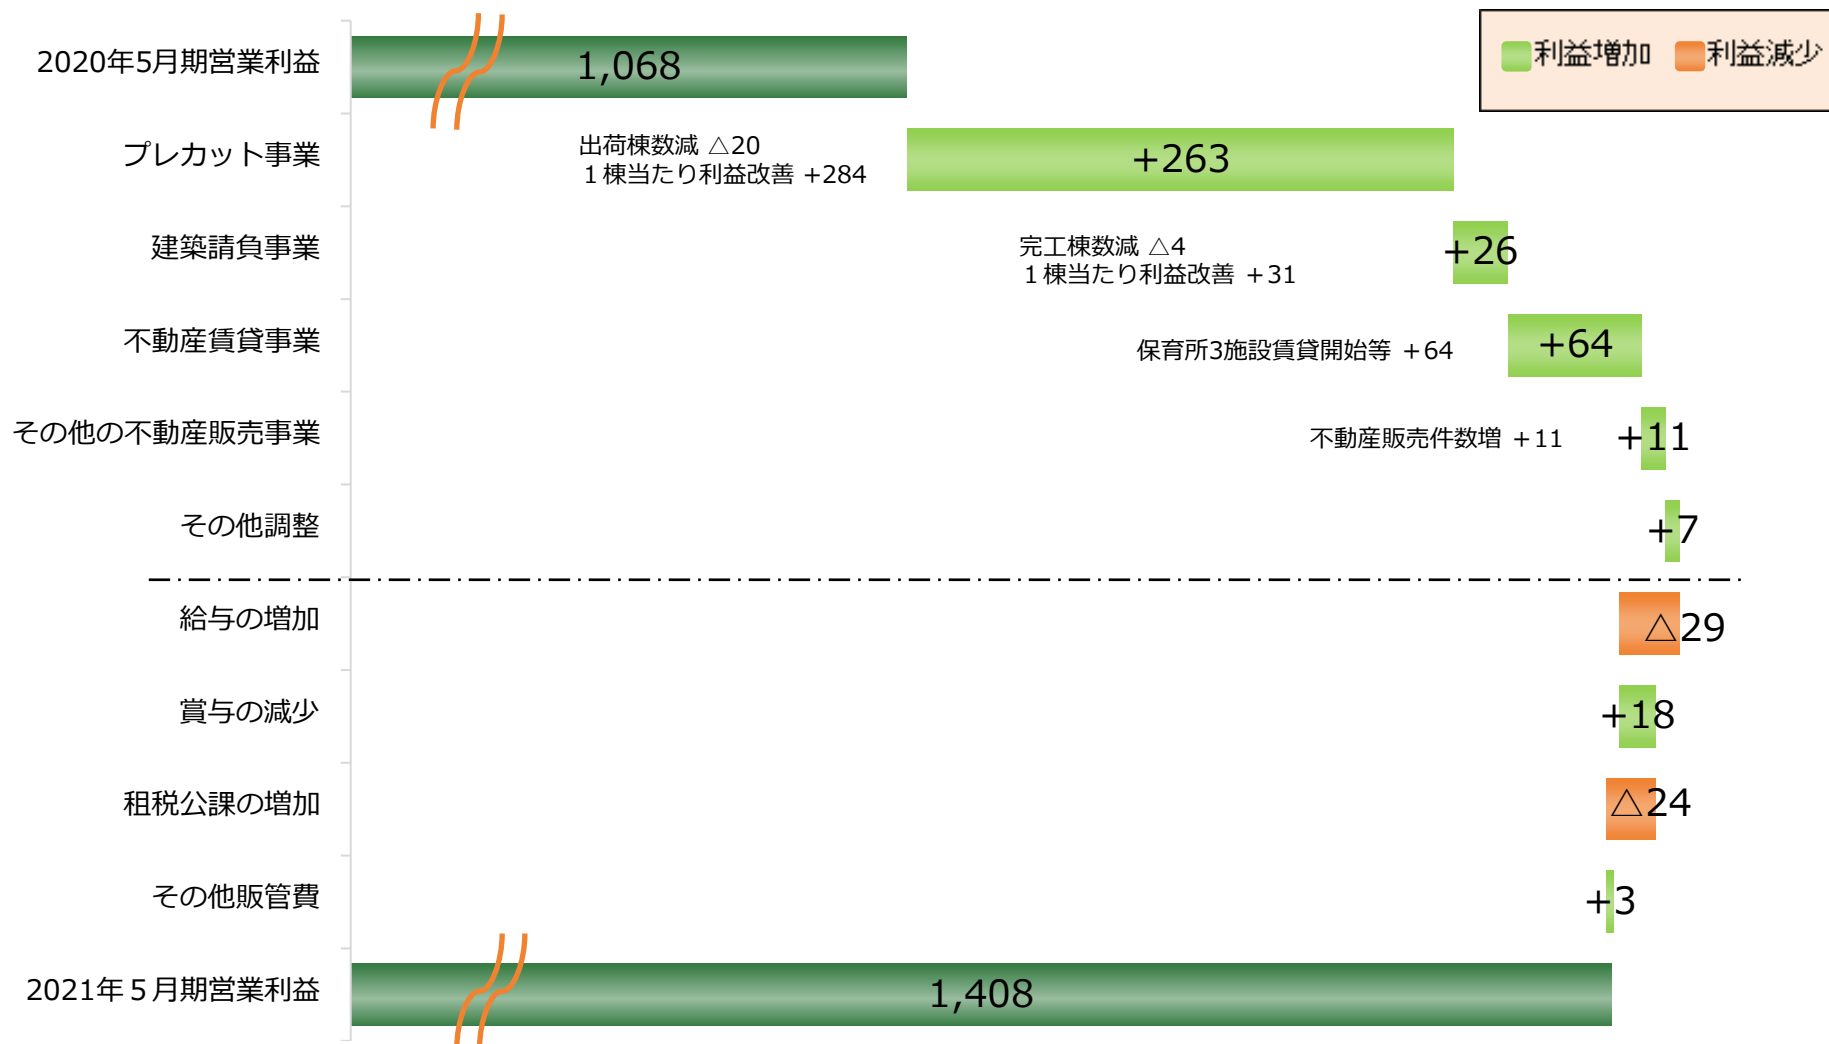 2020年5月期営業利益
1,068
利益増加 利益減少
プレカット事業
出荷棟数減 △20
１棟当たり利益改善 +284
+263
建築請負事業
完工棟数減 △4
１棟当たり利益改善 ＋31
+26
不動産賃貸事業
保育所3施設賃貸開始等 ＋64
+64
その他の不動産販売事業
不動産販売件数増 ＋11
+11
その他調整
+7
給与の増加
△29
賞与の減少
+18
租税公課の増加
△24
その他販管費
+3
2021年５月期営業利益
1,408